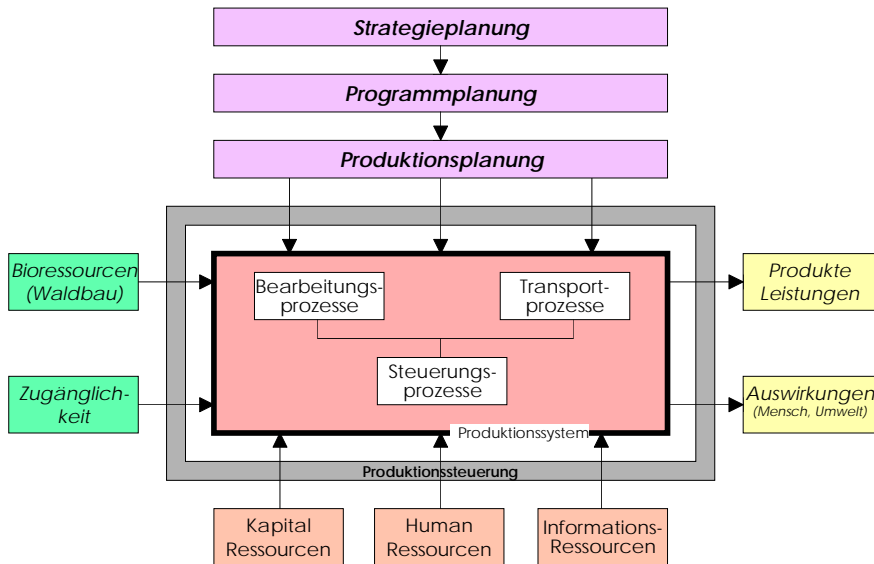 Strategieplanung
Programmplanung
Produktionsplanung
Bioressourcen
(Waldbau)
Bearbeitungs-
prozesse
Transport-
prozesse
Produkte
Leistungen
Zugänglich-
keit
Steuerungs-
prozesse
Auswirkungen
(Mensch, Umwelt)
Produktionssystem
Produktionssteuerung
Kapital
Ressourcen
Human
Ressourcen
Informations-
Ressourcen